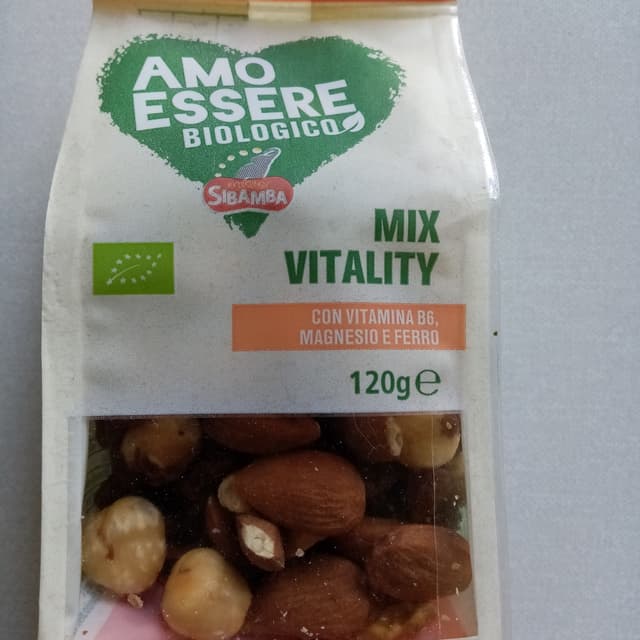 AMO
ESSERE
BIOLOGICO
SIBAMBA
MIX
VITALITY
CON VITAMINA B6,
MAGNESIO E FERRO
120g e